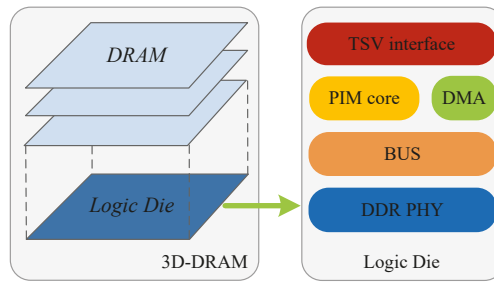 DRAM
Logic Die
3D-DRAM
TSV interface
PIM core
DMA
BUS
DDR PHY
Logic Die